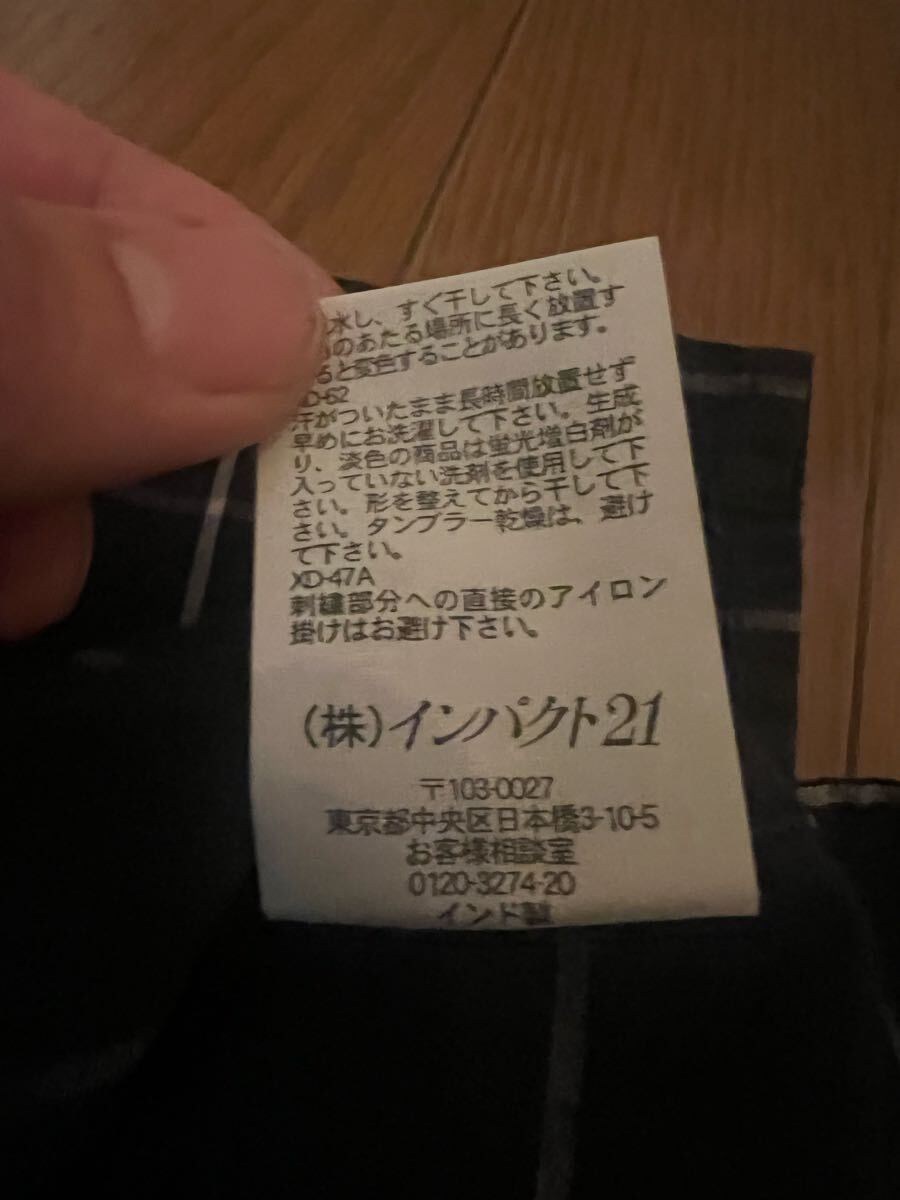 水し、すぐ干して下さい。
のあたる場所に長く放置す
ると変色することがあります。
D-62
汗がついたまま長時間放置せず
早めにお洗濯して下さい。生成
り、淡色の商品は蛍光増白剤が
入っていない洗剤を使用して下
さい。形を整えてから干して下
さい。タンブラー乾燥は、避け
て下さい。
XD-47A
刺繍部分への直接のアイロン
掛けはお避け下さい。
(株)インパクト21
〒103-0027
東京都中央区日本橋3-10-5
お客様相談室
0120-3274-20
インド製